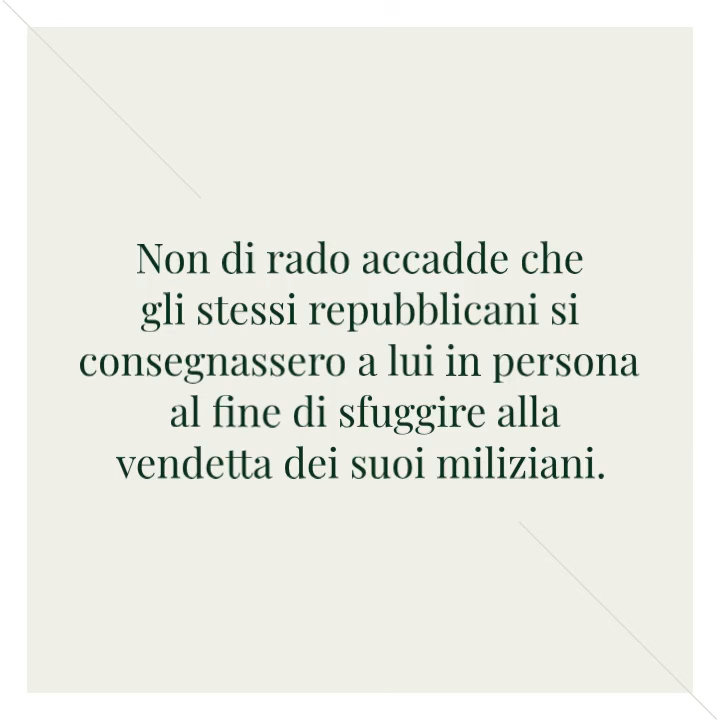 Non di rado accadde che
gli stessi repubblicani si
consegnassero a lui in persona
al fine di sfuggire alla
vendetta dei suoi miliziani.